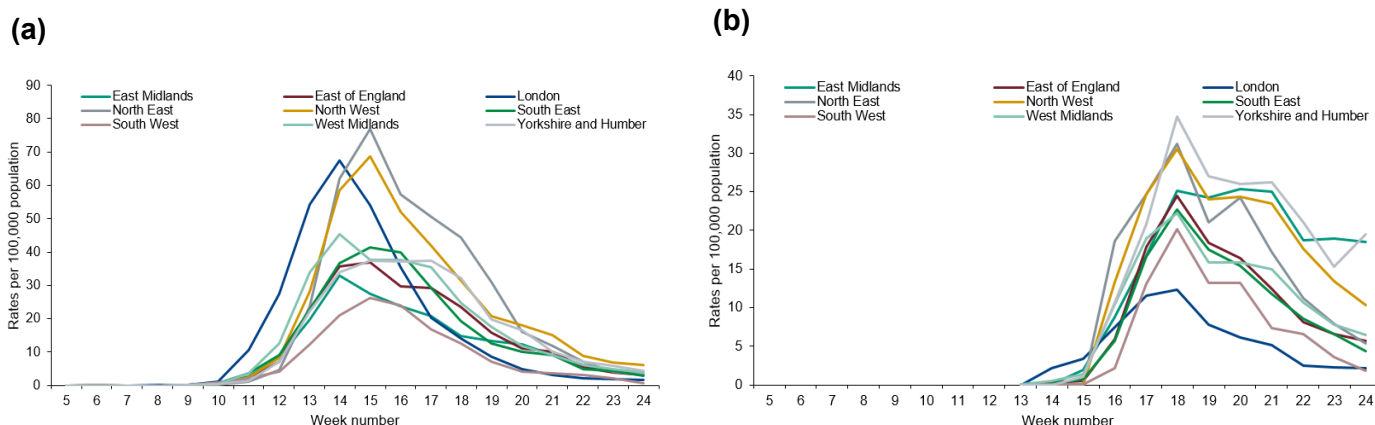 (a)
90
80
70
60
50
40
30
20
10
0
Rates per 100,000 population
East Midlands East of England London
North East North West South East
South West West Midlands Yorkshire and Humber
5 6 7 8 9 10 11 12 13 14 15 16 17 18 19 20 21 22 23 24
Week number
(b)
40
35
30
25
20
15
10
5
0
Rates per 100,000 population
East Midlands East of England London
North East North West South East
South West West Midlands Yorkshire and Humber
5 6 7 8 9 10 11 12 13 14 15 16 17 18 19 20 21 22 23 24
Week number